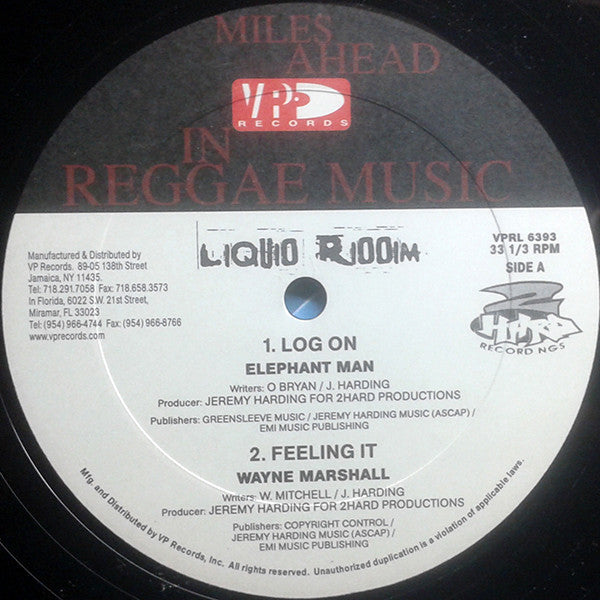 MILES
AHEAD
VP
RECORDS
IN
REGGAE MUSIC
LIQUID RIDDIM
Manufactured & Distributed by
VP Records. 89-05 138th Street
Jamaica, NY 11435.
Tel: 718.291.7058 Fax: 718.658.3573
In Florida, 6022 S.W. 21st Street,
Miramar, FL 33023
Tel: (954) 966-4744 Fax: (954) 966-8766
www.vprecords.com
VPRL 6393
33 1/3 RPM
SIDE A
2
HARD
RECORDINGS
1. LOG ON
ELEPHANT MAN
Writers: O BRYAN / J. HARDING
Producer: JEREMY HARDING FOR 2HARD PRODUCTIONS
Publishers: GREENSLEEVE MUSIC / JEREMY HARDING MUSIC (ASCAP) /
EMI MUSIC PUBLISHING
2. FEELING IT
WAYNE MARSHALL
Writers: W. MITCHELL / J. HARDING
Producer: JEREMY HARDING FOR 2HARD PRODUCTIONS
Publishers: COPYRIGHT CONTROL /
JEREMY HARDING MUSIC (ASCAP) /
EMI MUSIC PUBLISHING
Mfg. and Distributed by VP Records, Inc. All rights reserved. Unauthorized duplication is a violation of applicable laws.